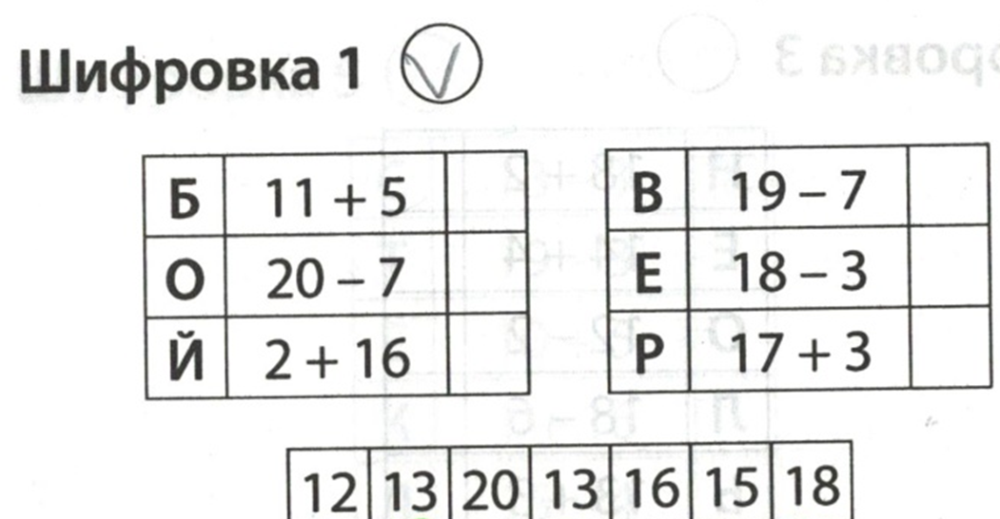 Шифровка 1
Б 11 + 5
О 20 – 7
Й 2 + 16
В 19 – 7
Е 18 – 3
Р 17 + 3
12 13 20 13 16 15 18